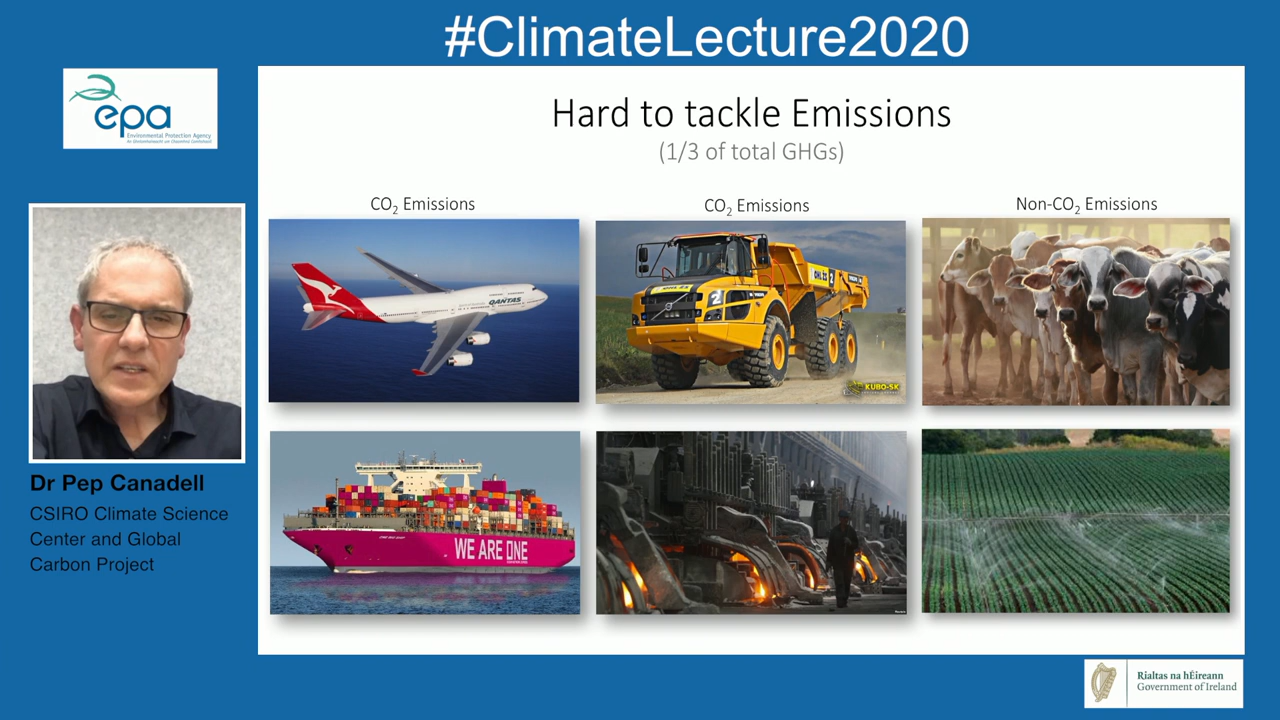 #ClimateLecture2020
epa
Environmental Protection Agency
Hard to tackle Emissions
(1/3 of total GHGs)
CO₂ Emissions
CO₂ Emissions
Non-CO₂ Emissions
QANTAS
2
KUBO-SK
WE ARE ONE
Dr Pep Canadell
CSIRO Climate Science
Center and Global
Carbon Project
Rialtas na hÉireann
Government of Ireland